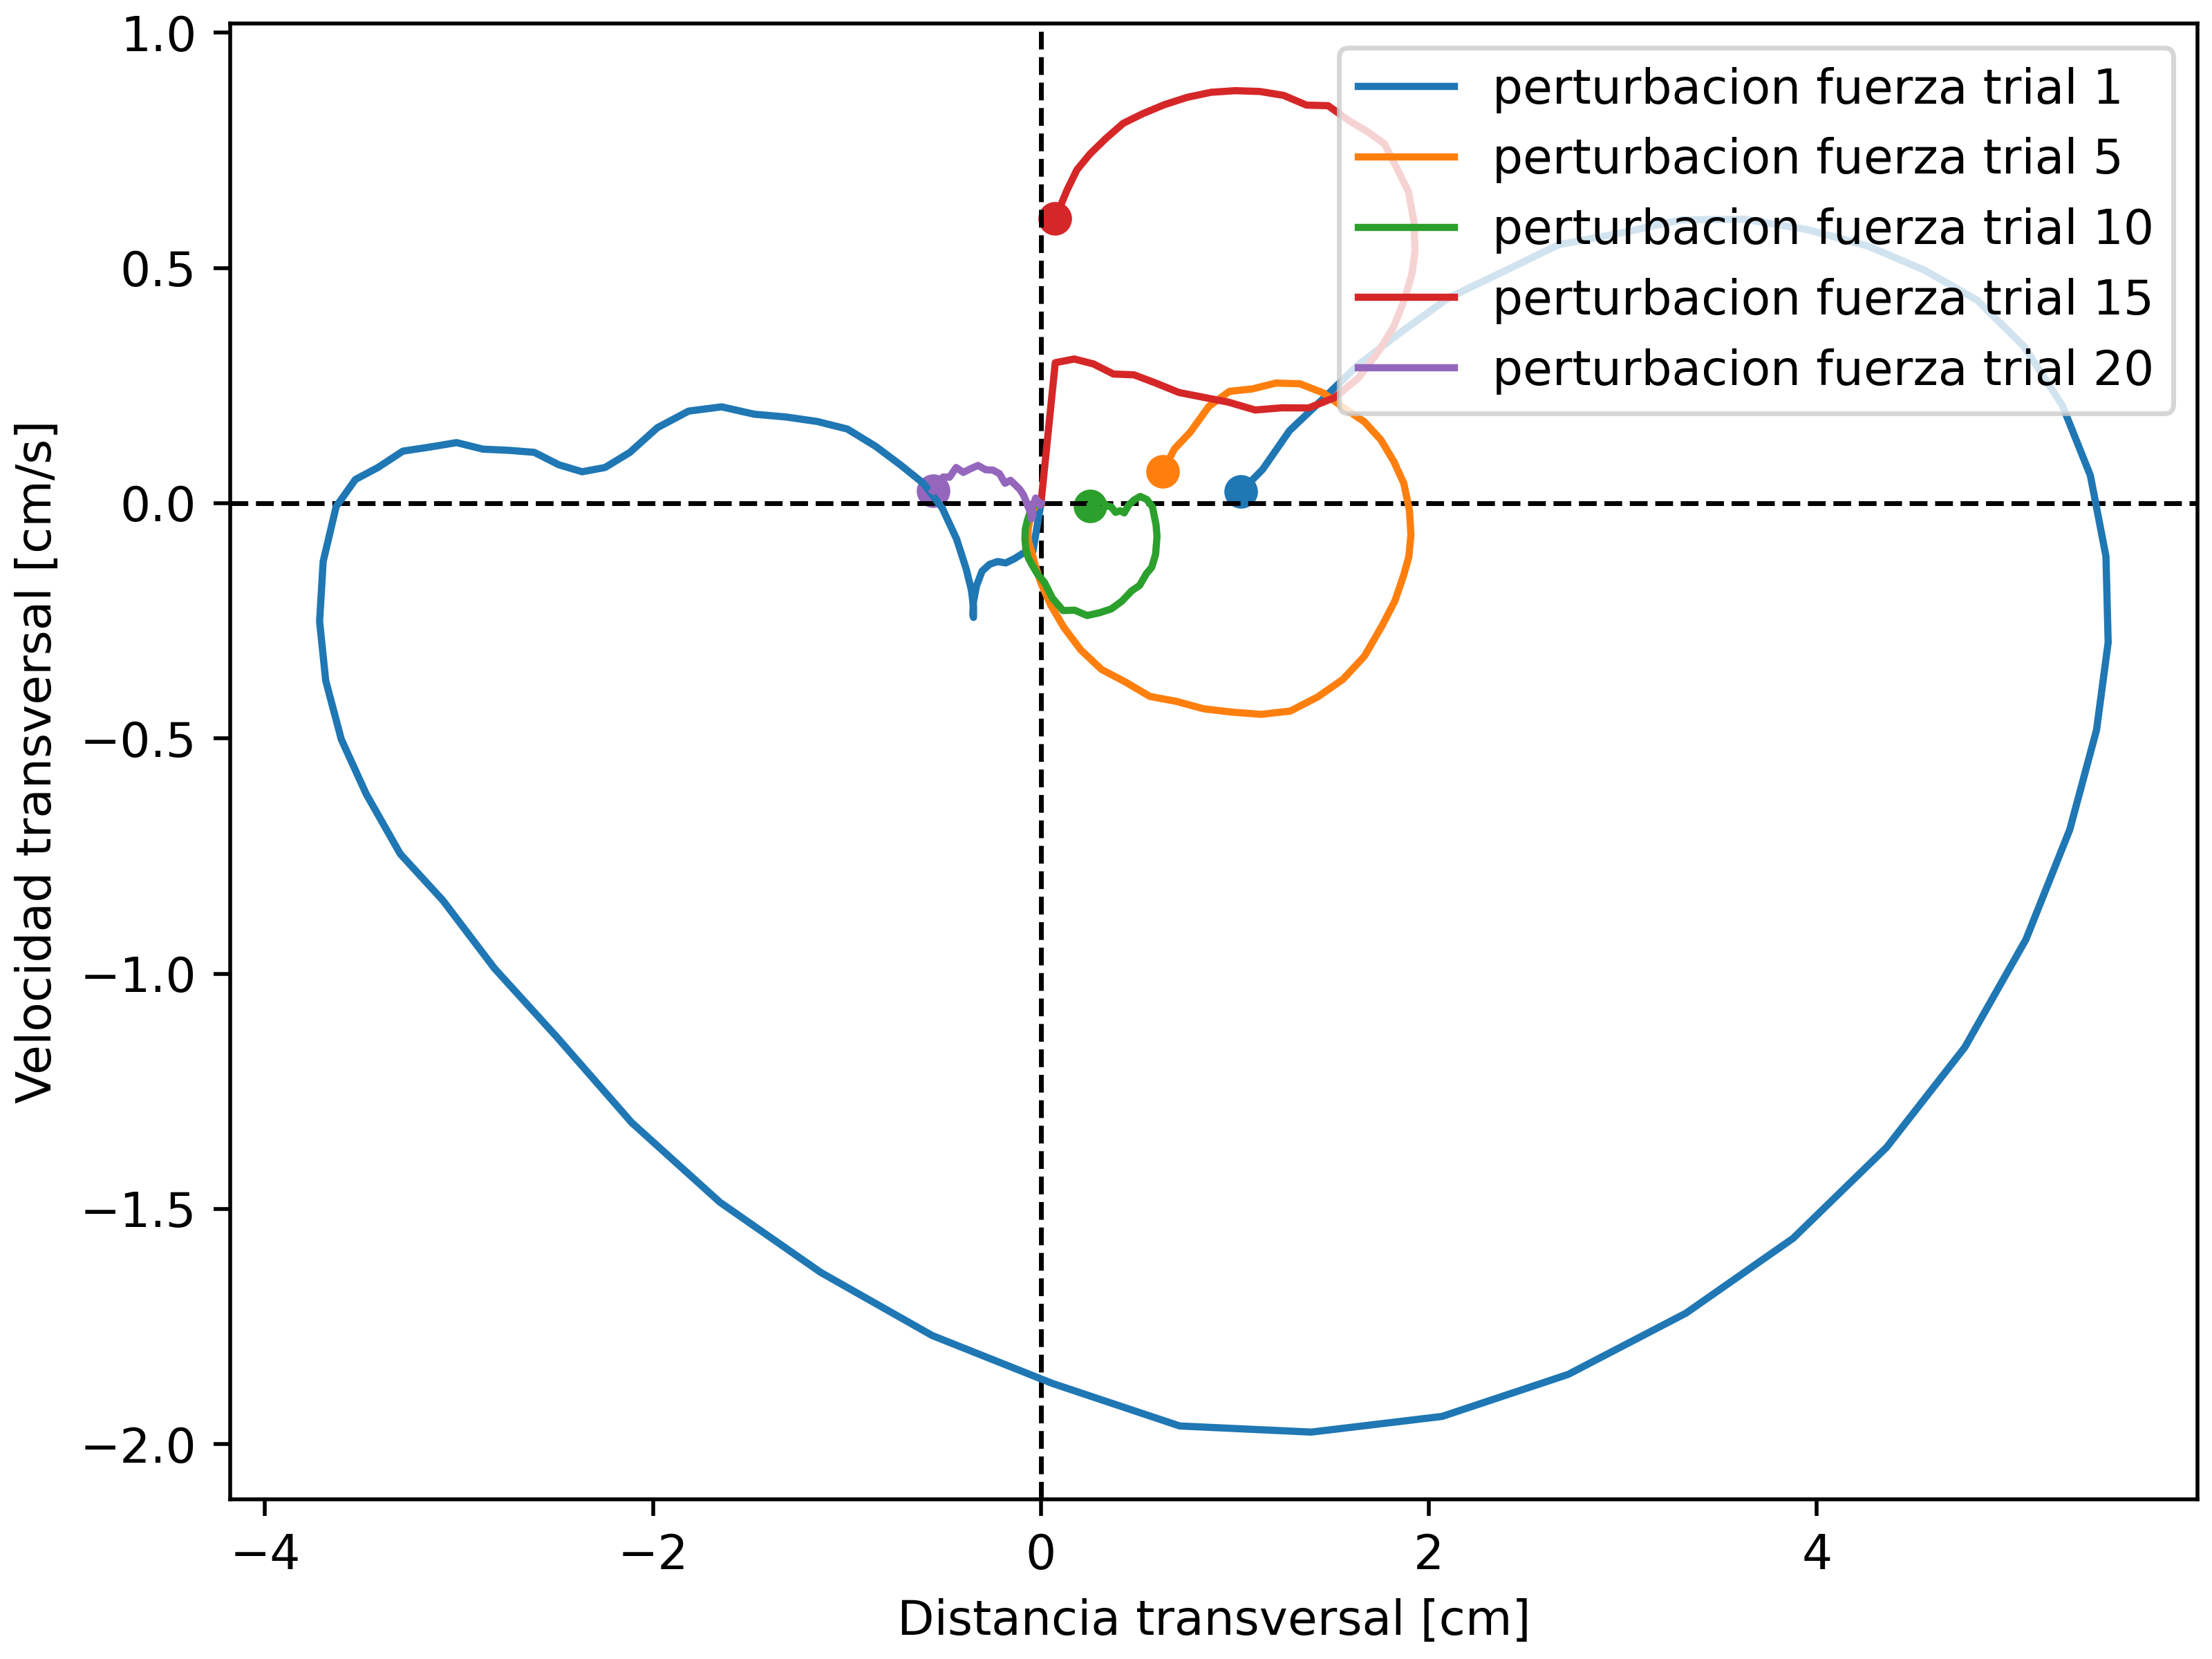 1.0
0.5
0.0
−0.5
−1.0
−1.5
−2.0
Velocidad transversal [cm/s]
perturbacion fuerza trial 1
perturbacion fuerza trial 5
perturbacion fuerza trial 10
perturbacion fuerza trial 15
perturbacion fuerza trial 20
−4 −2 0 2 4
Distancia transversal [cm]